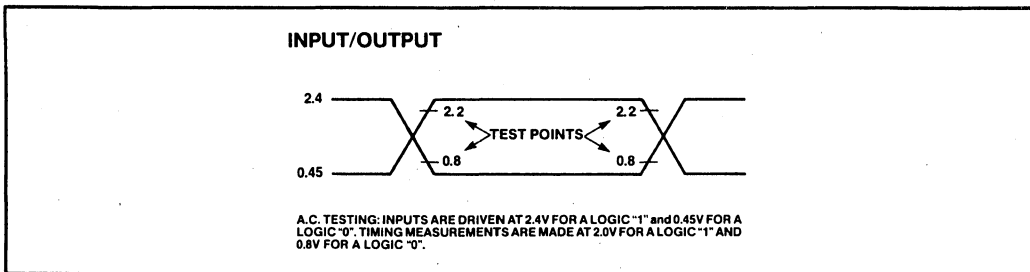 INPUT/OUTPUT
2.4
2.2 2.2
TEST POINTS
0.8 0.8
0.45
A.C. TESTING: INPUTS ARE DRIVEN AT 2.4V FOR A LOGIC "1" and 0.45V FOR A
LOGIC "0". TIMING MEASUREMENTS ARE MADE AT 2.0V FOR A LOGIC "1" AND
0.8V FOR A LOGIC "0".